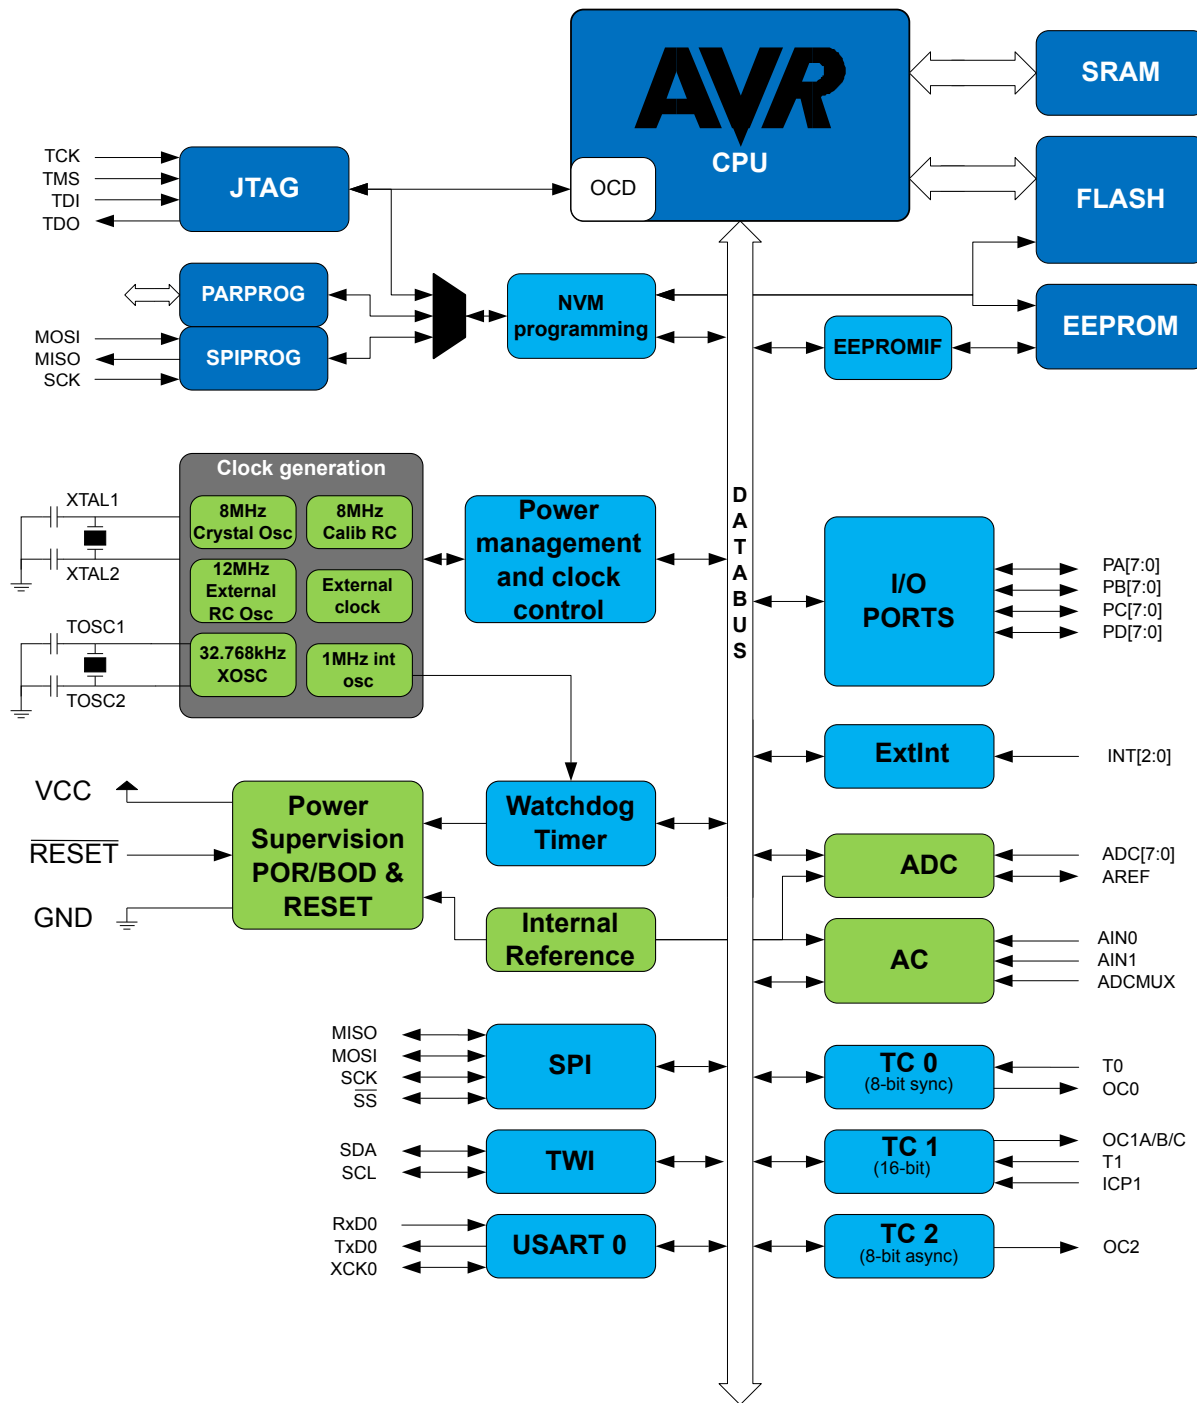 AVR
CPU
OCD
SRAM
FLASH
EEPROM
TCK
TMS
TDI
TDO
JTAG
PARPROG
MOSI
MISO
SCK
SPIPROG
NVM
programming
EEPROMIF
Clock generation
8MHz
Crystal Osc
8MHz
Calib RC
12MHz
External
RC Osc
External
clock
32.768kHz
XOSC
1MHz int
osc
XTAL1
XTAL2
TOSC1
TOSC2
Power
management
and clock
control
DATABUS
I/O
PORTS
PA[7:0]
PB[7:0]
PC[7:0]
PD[7:0]
ExtInt
INT[2:0]
VCC
RESET
GND
Power
Supervision
POR/BOD &
RESET
Watchdog
Timer
Internal
Reference
ADC
ADC[7:0]
AREF
AC
AIN0
AIN1
ADCMUX
MISO
MOSI
SCK
SS
SPI
TC 0
(8-bit sync)
T0
OC0
SDA
SCL
TWI
TC 1
(16-bit)
OC1A/B/C
T1
ICP1
RxD0
TxD0
XCK0
USART 0
TC 2
(8-bit async)
OC2